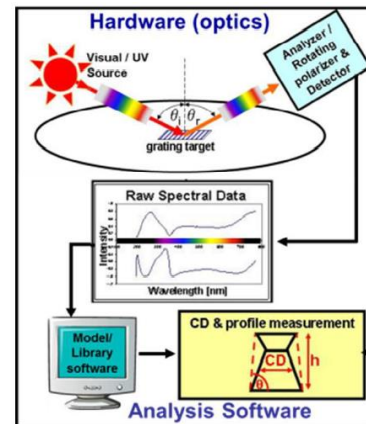 Hardware (optics)
Visual / UV
Source
Analyzer /
Rotating
polarizer &
Detector
θi θr
grating target
Raw Spectral Data
Intensity
Wavelength [nm]
Model/
Library
software
CD & profile measurement
CD
h
θ
Analysis Software